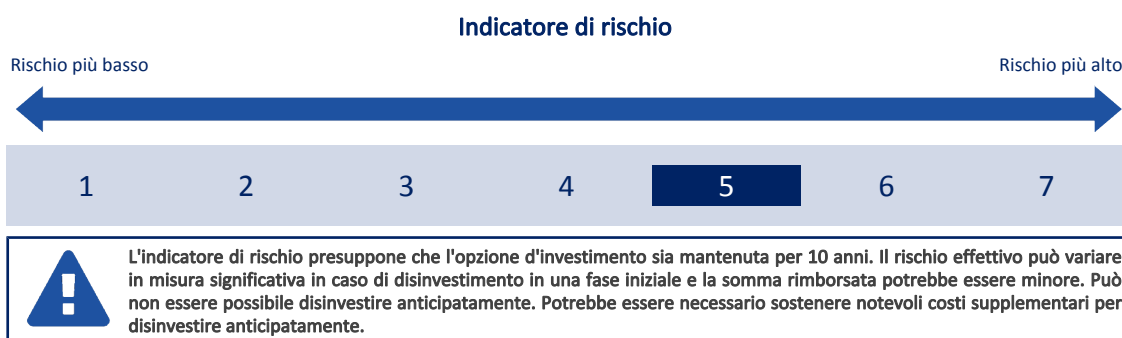 Indicatore di rischio
Rischio più basso
Rischio più alto
1 2 3 4 5 6 7
L'indicatore di rischio presuppone che l'opzione d'investimento sia mantenuta per 10 anni. Il rischio effettivo può variare
in misura significativa in caso di disinvestimento in una fase iniziale e la somma rimborsata potrebbe essere minore. Può
non essere possibile disinvestire anticipatamente. Potrebbe essere necessario sostenere notevoli costi supplementari per
disinvestire anticipatamente.